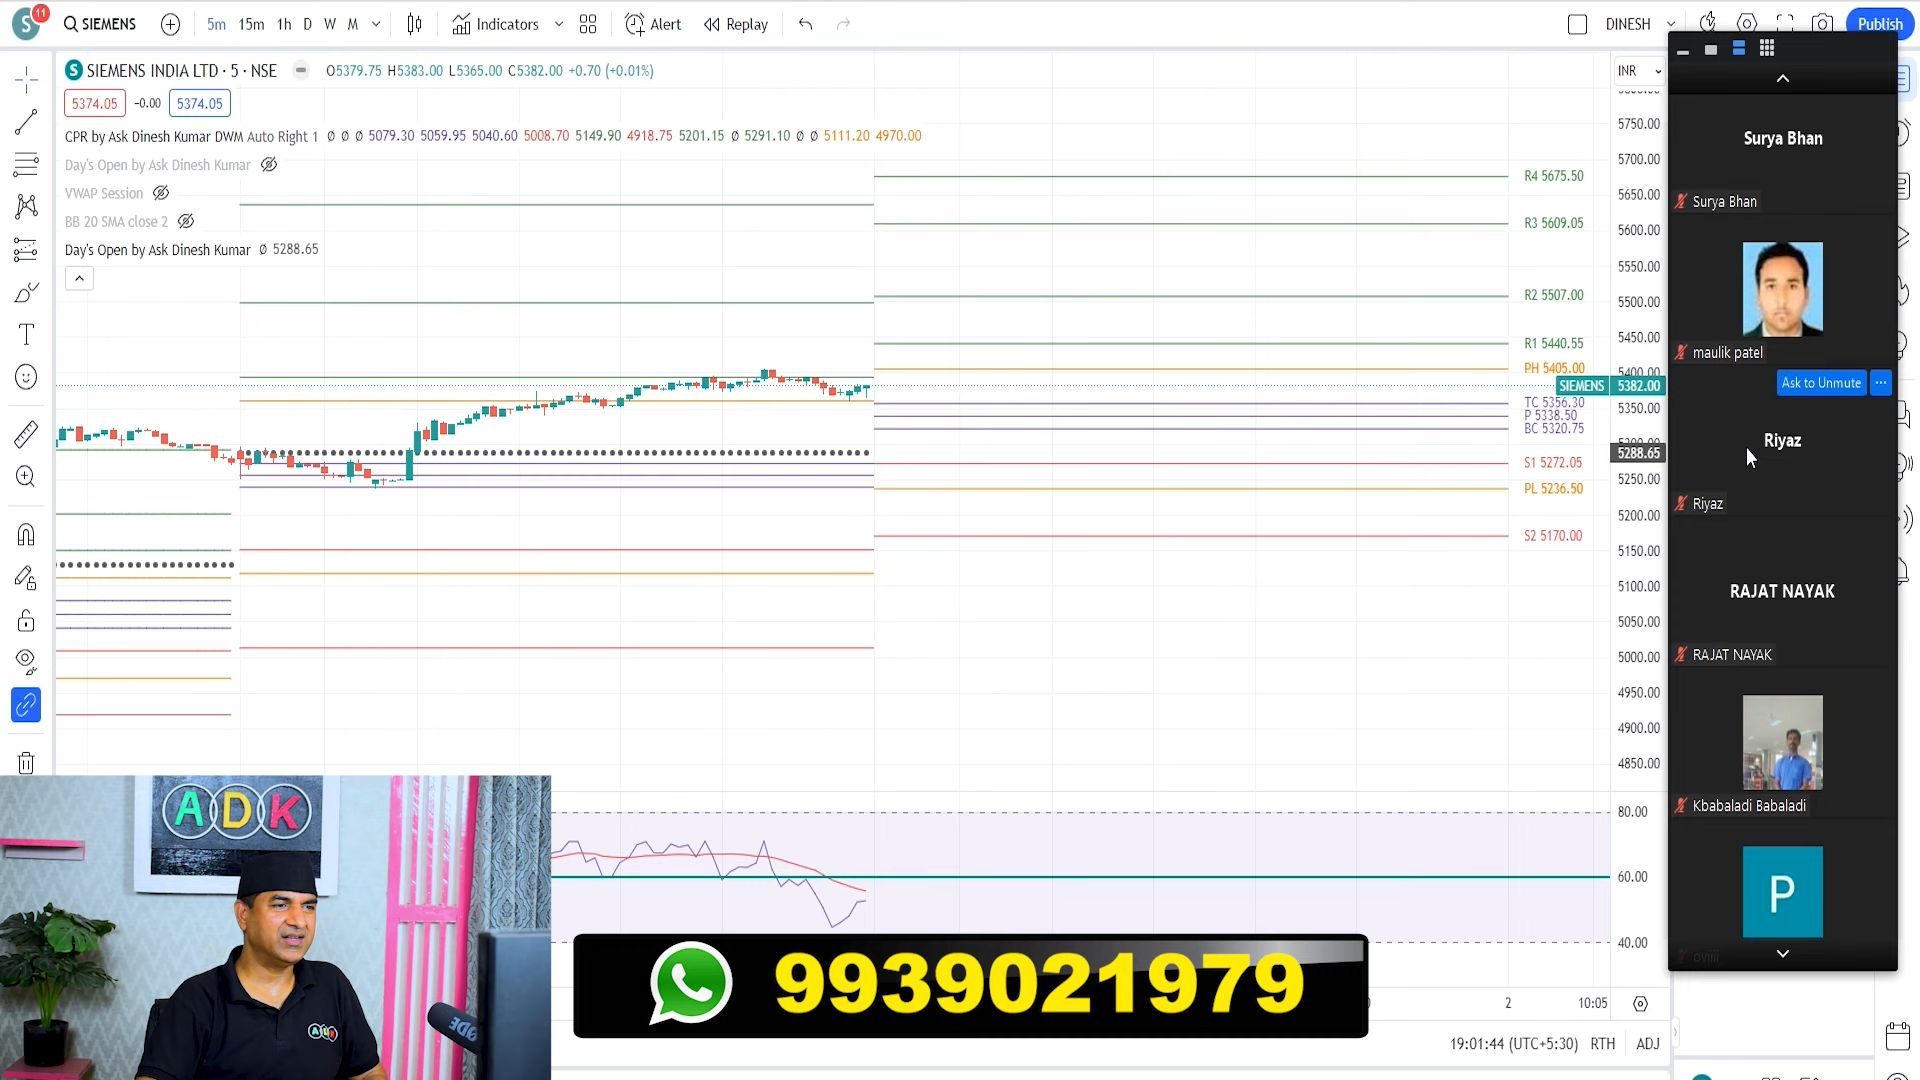 S 11 SIEMENS 5m 15m 1h D W M Indicators Alert Replay DINESH Publish
S SIEMENS INDIA LTD · 5 · NSE O5379.75 H5383.00 L5365.00 C5382.00 +0.70 (+0.01%)
INR
5374.05 -0.00 5374.05
CPR by Ask Dinesh Kumar DWM Auto Right 1 Ø Ø Ø 5079.30 5059.95 5040.60 5008.70 5149.90 4918.75 5201.15 Ø 5291.10 Ø Ø 5111.20 4970.00
Day's Open by Ask Dinesh Kumar
VWAP Session
BB 20 SMA close 2
Day's Open by Ask Dinesh Kumar Ø 5288.65
R4 5675.50
R3 5609.05
R2 5507.00
R1 5440.55
PH 5405.00
SIEMENS 5382.00
TC 5356.30
P 5338.50
BC 5320.75
S1 5272.05
PL 5236.50
S2 5170.00
5750.00
5700.00
5650.00
5600.00
5550.00
5500.00
5450.00
5400.00
5350.00
5288.65
5250.00
5200.00
5150.00
5100.00
5050.00
5000.00
4950.00
4900.00
4850.00
80.00
60.00
40.00
2 10:05
19:01:44 (UTC+5:30) RTH ADJ
Surya Bhan
Surya Bhan
maulik patel
Ask to Unmute ...
Riyaz
Riyaz
RAJAT NAYAK
RAJAT NAYAK
Kbabaladi Babaladi
P
ADK
ADK
9939021979